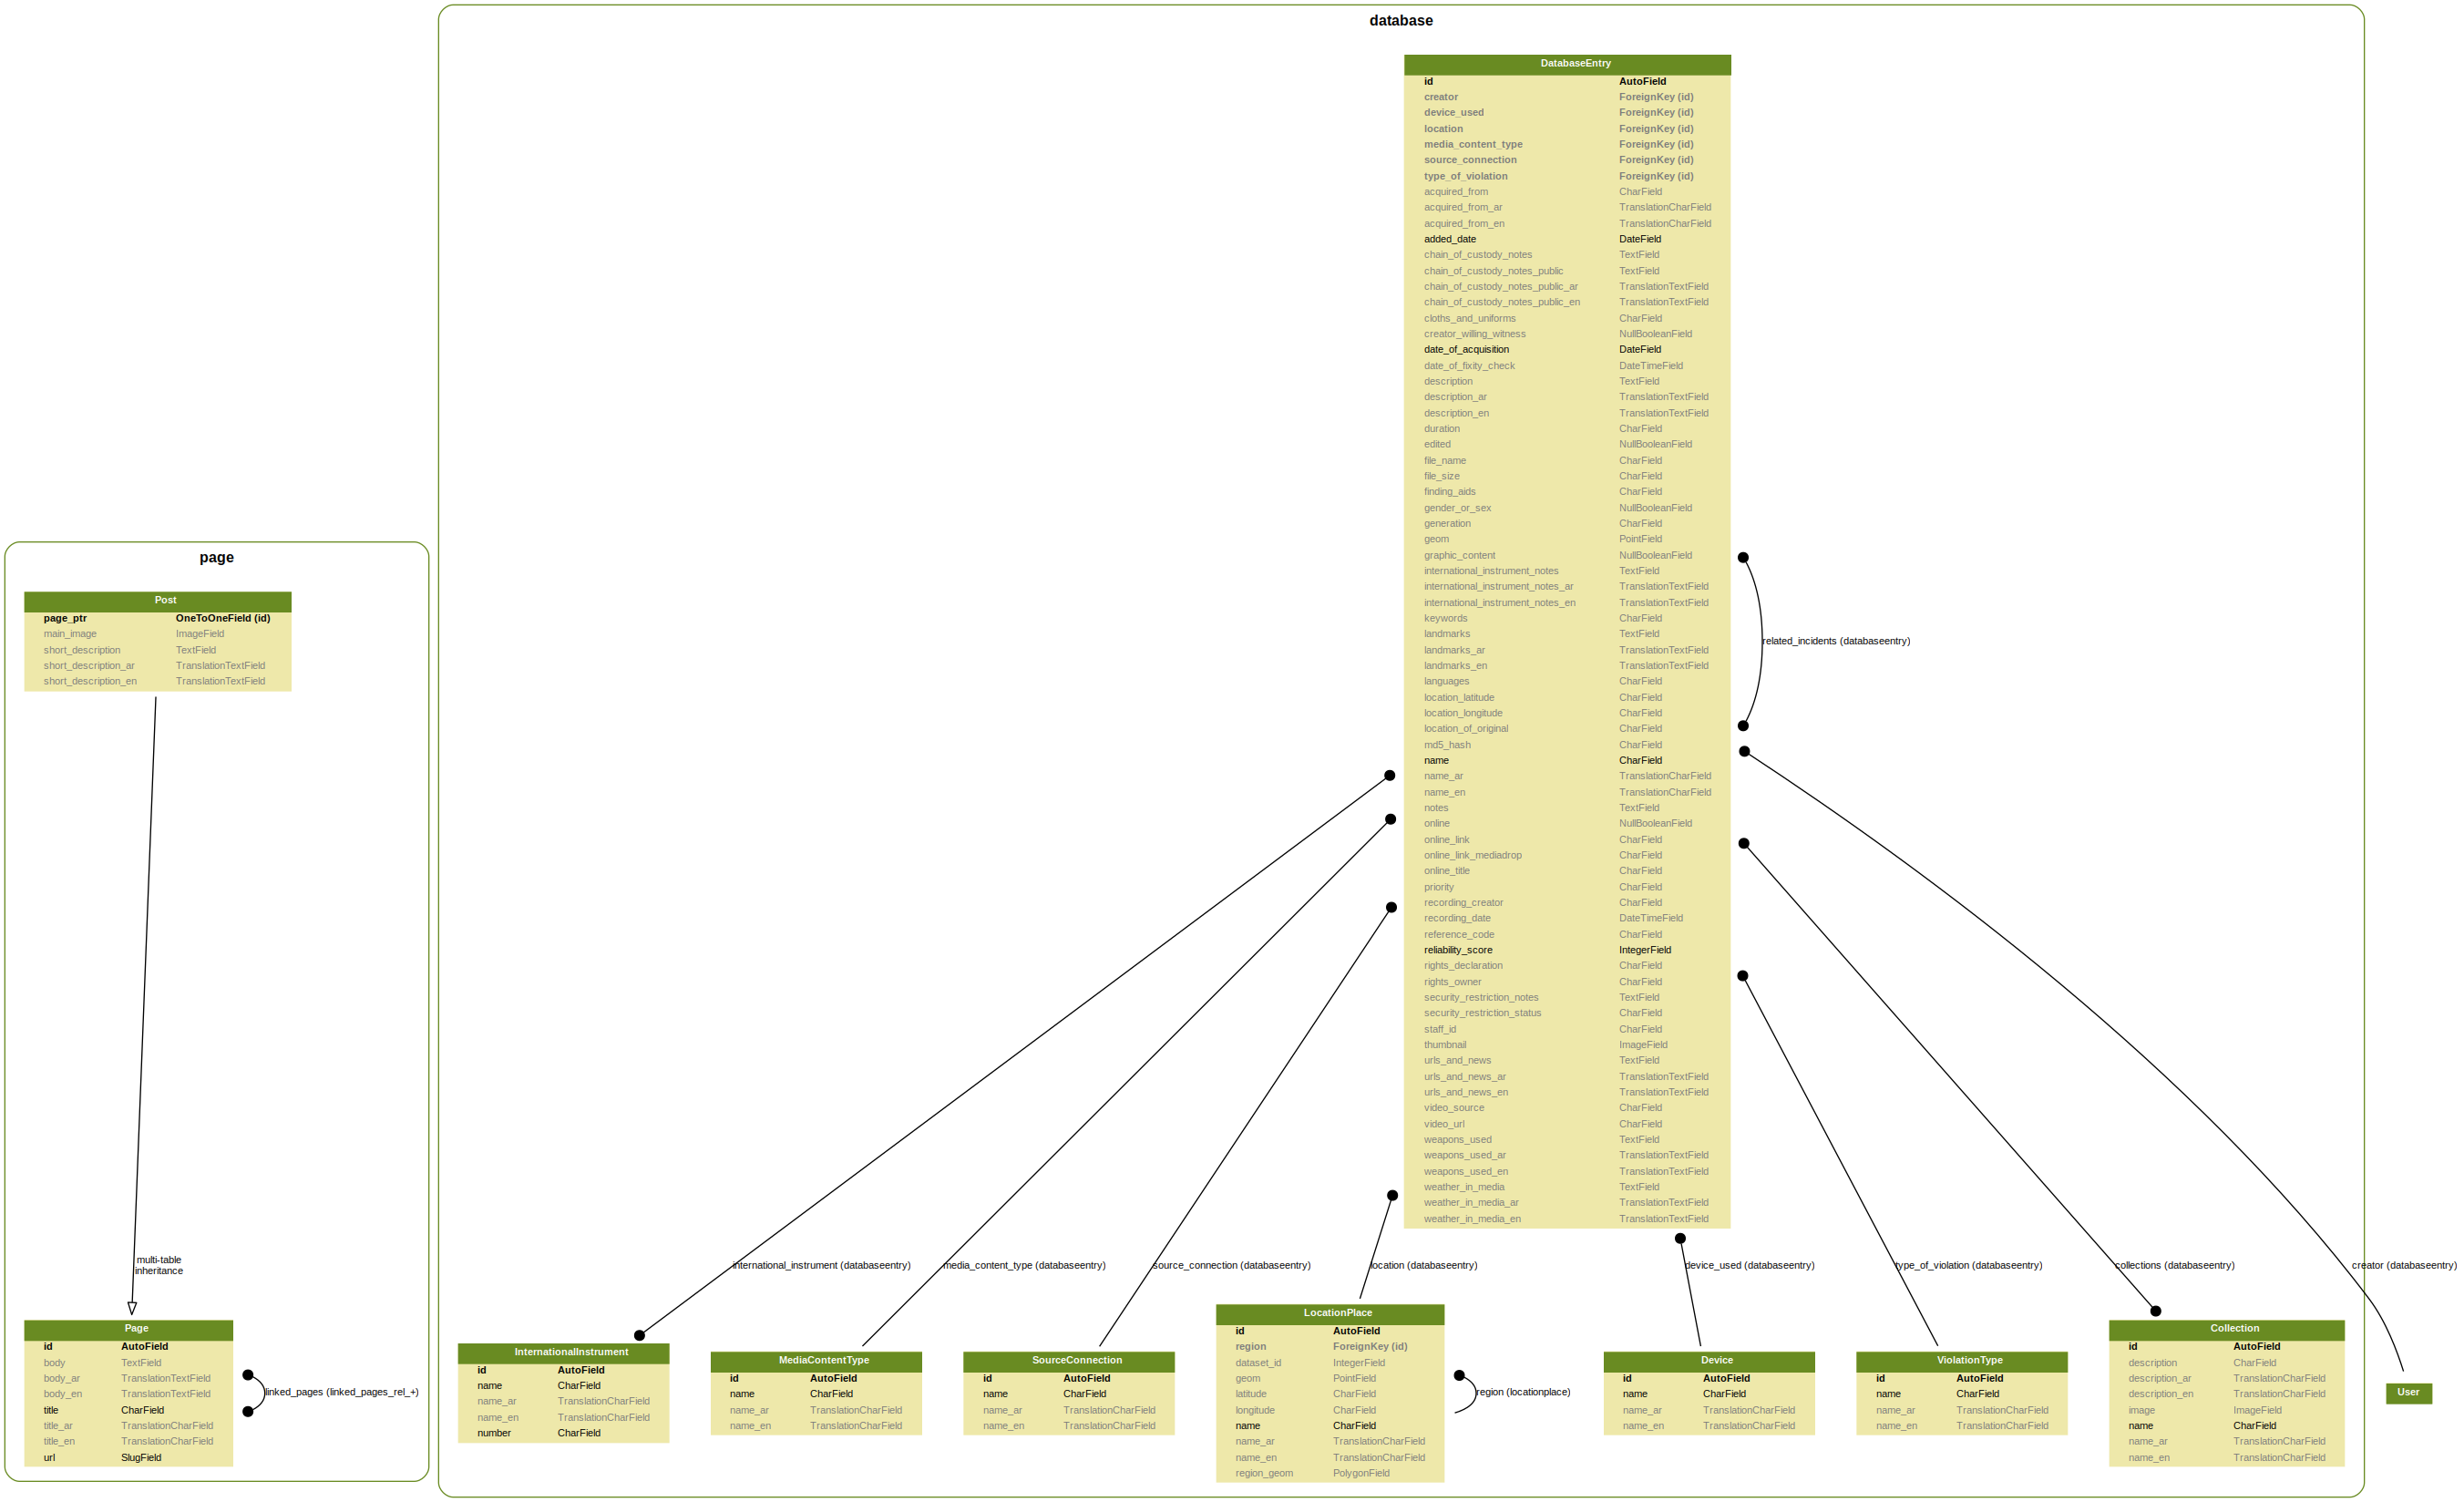 database
DatabaseEntry
id AutoField
creator ForeignKey (id)
device_used ForeignKey (id)
location ForeignKey (id)
media_content_type ForeignKey (id)
source_connection ForeignKey (id)
type_of_violation ForeignKey (id)
acquired_from CharField
acquired_from_ar TranslationCharField
acquired_from_en TranslationCharField
added_date DateField
chain_of_custody_notes TextField
chain_of_custody_notes_public TextField
chain_of_custody_notes_public_ar TranslationTextField
chain_of_custody_notes_public_en TranslationTextField
cloths_and_uniforms CharField
creator_willing_witness NullBooleanField
date_of_acquisition DateField
date_of_fixity_check DateTimeField
description TextField
description_ar TranslationTextField
description_en TranslationTextField
duration CharField
edited NullBooleanField
file_name CharField
file_size CharField
finding_aids CharField
gender_or_sex NullBooleanField
generation CharField
geom PointField
graphic_content NullBooleanField
international_instrument_notes TextField
international_instrument_notes_ar TranslationTextField
international_instrument_notes_en TranslationTextField
keywords CharField
landmarks TextField
landmarks_ar TranslationTextField
landmarks_en TranslationTextField
languages CharField
location_latitude CharField
location_longitude CharField
location_of_original CharField
md5_hash CharField
name CharField
name_ar TranslationCharField
name_en TranslationCharField
notes TextField
online NullBooleanField
online_link CharField
online_link_mediadrop CharField
online_title CharField
priority CharField
recording_creator CharField
recording_date DateTimeField
reference_code CharField
reliability_score IntegerField
rights_declaration CharField
rights_owner CharField
security_restriction_notes TextField
security_restriction_status CharField
staff_id CharField
thumbnail ImageField
urls_and_news TextField
urls_and_news_ar TranslationTextField
urls_and_news_en TranslationTextField
video_source CharField
video_url CharField
weapons_used TextField
weapons_used_ar TranslationTextField
weapons_used_en TranslationTextField
weather_in_media TextField
weather_in_media_ar TranslationTextField
weather_in_media_en TranslationTextField
related_incidents (databaseentry)
page
Post
page_ptr OneToOneField (id)
main_image ImageField
short_description TextField
short_description_ar TranslationTextField
short_description_en TranslationTextField
multi-table
inheritance
Page
id AutoField
body TextField
body_ar TranslationTextField
body_en TranslationTextField
title CharField
title_ar TranslationCharField
title_en TranslationCharField
url SlugField
linked_pages (linked_pages_rel_+)
international_instrument (databaseentry)
media_content_type (databaseentry)
source_connection (databaseentry)
location (databaseentry)
device_used (databaseentry)
type_of_violation (databaseentry)
collections (databaseentry)
creator (databaseentry)
InternationalInstrument
id AutoField
name CharField
name_ar TranslationCharField
name_en TranslationCharField
number CharField
MediaContentType
id AutoField
name CharField
name_ar TranslationCharField
name_en TranslationCharField
SourceConnection
id AutoField
name CharField
name_ar TranslationCharField
name_en TranslationCharField
LocationPlace
id AutoField
region ForeignKey (id)
dataset_id IntegerField
geom PointField
latitude CharField
longitude CharField
name CharField
name_ar TranslationCharField
name_en TranslationCharField
region_geom PolygonField
region (locationplace)
Device
id AutoField
name CharField
name_ar TranslationCharField
name_en TranslationCharField
ViolationType
id AutoField
name CharField
name_ar TranslationCharField
name_en TranslationCharField
Collection
id AutoField
description CharField
description_ar TranslationCharField
description_en TranslationCharField
image ImageField
name CharField
name_ar TranslationCharField
name_en TranslationCharField
User